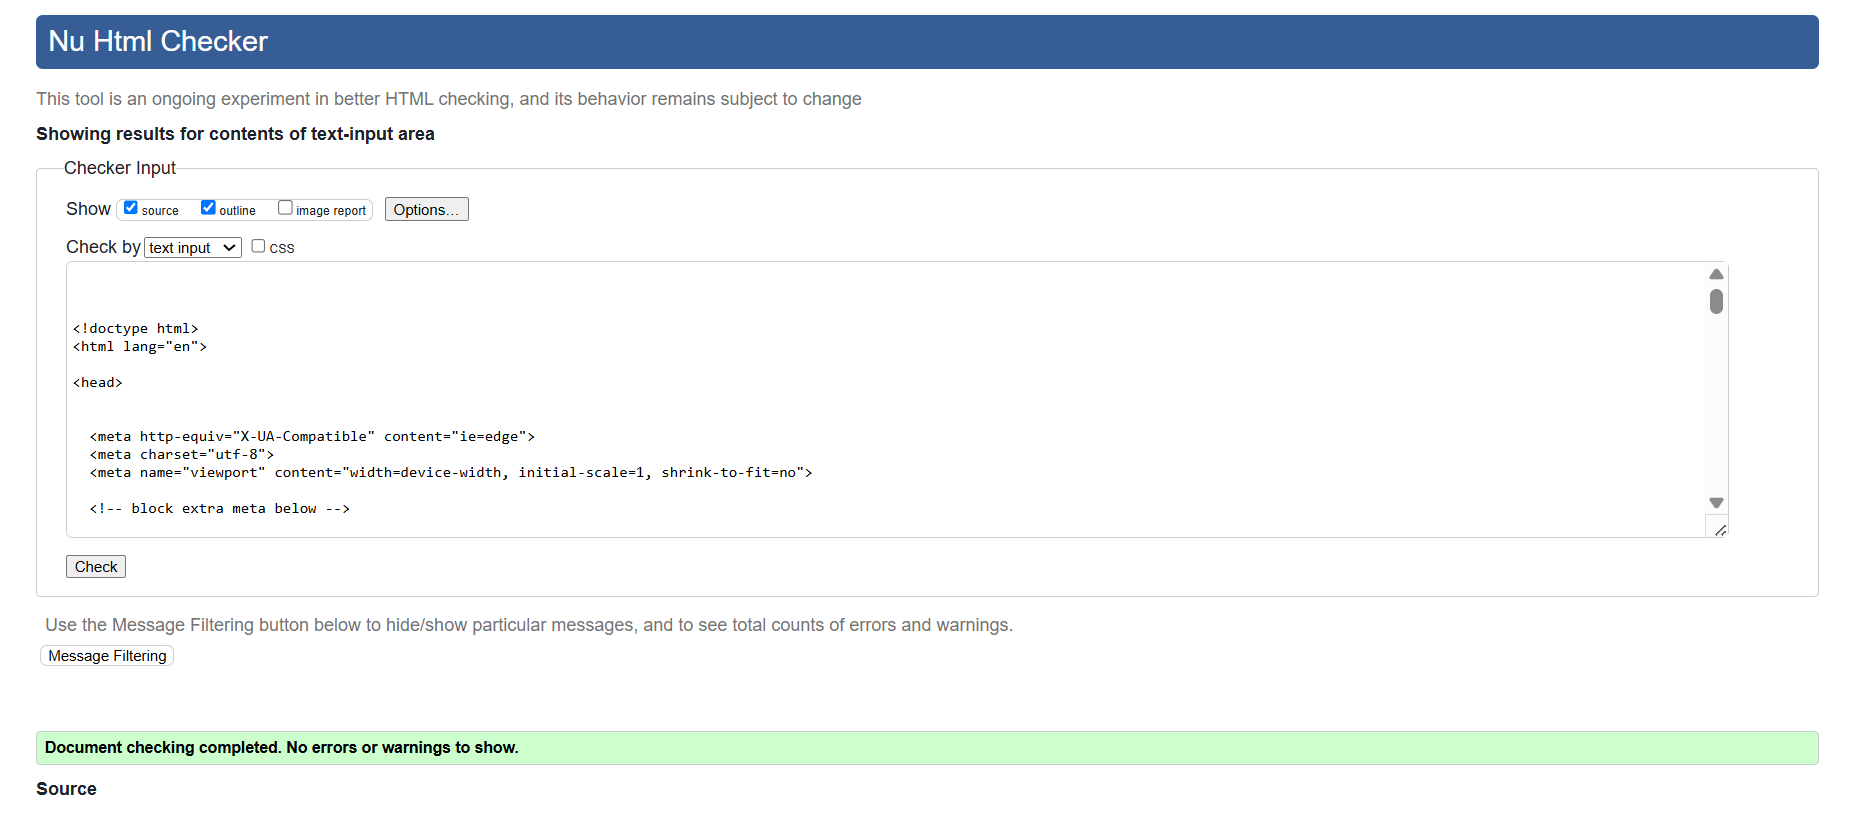 Nu Html Checker
This tool is an ongoing experiment in better HTML checking, and its behavior remains subject to change
Showing results for contents of text-input area
Checker Input
Show source outline image report Options...
Check by text input css
<!doctype html>
<html lang="en">
<head>
<meta http-equiv="X-UA-Compatible" content="ie=edge">
<meta charset="utf-8">
<meta name="viewport" content="width=device-width, initial-scale=1, shrink-to-fit=no">
<!-- block extra meta below -->
Check
Use the Message Filtering button below to hide/show particular messages, and to see total counts of errors and warnings.
Message Filtering
Document checking completed. No errors or warnings to show.
Source